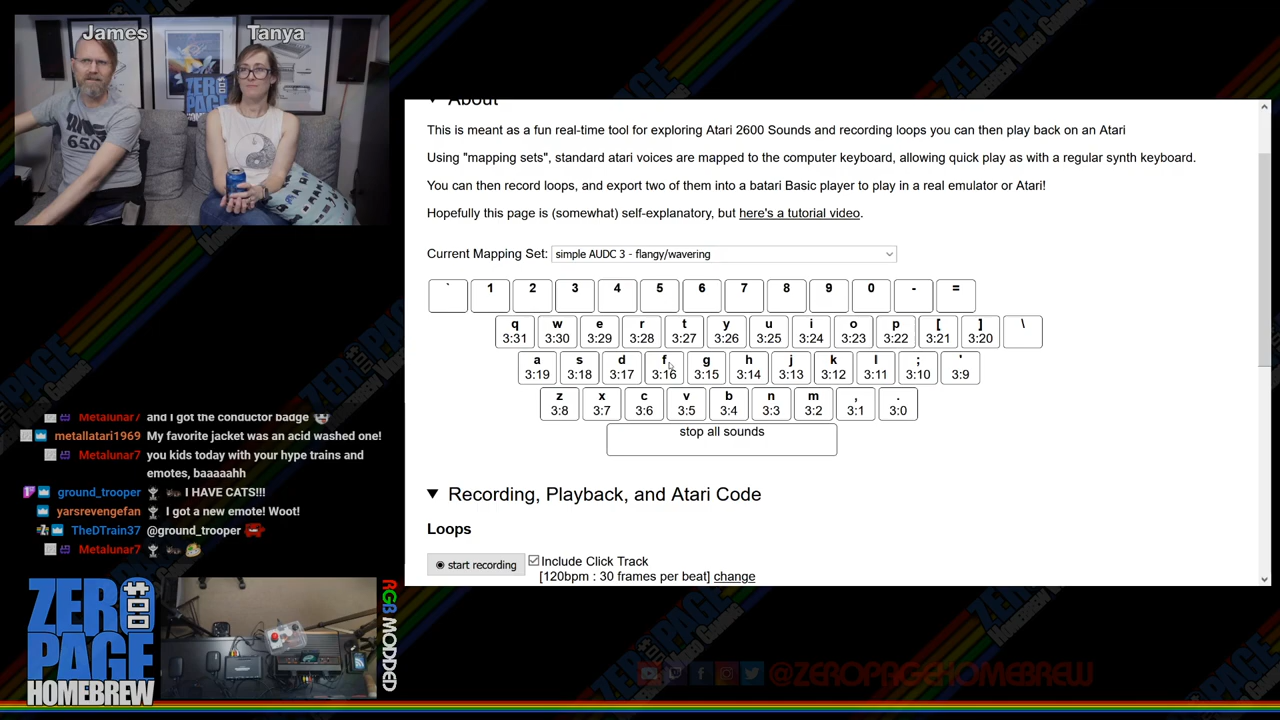 James
Tanya
650
ZERO
PAGE
About
This is meant as a fun real-time tool for exploring Atari 2600 Sounds and recording loops you can then play back on an Atari
Using "mapping sets", standard atari voices are mapped to the computer keyboard, allowing quick play as with a regular synth keyboard.
You can then record loops, and export two of them into a batari Basic player to play in a real emulator or Atari!
Hopefully this page is (somewhat) self-explanatory, but here's a tutorial video.
Current Mapping Set: simple AUDC 3 - flangy/wavering
` 1 2 3 4 5 6 7 8 9 0 - =
q w e r t y u i o p [ ] \
3:31 3:30 3:29 3:28 3:27 3:26 3:25 3:24 3:23 3:22 3:21 3:20
a s d f g h j k l ; '
3:19 3:18 3:17 3:16 3:15 3:14 3:13 3:12 3:11 3:10 3:9
z x c v b n m , .
3:8 3:7 3:6 3:5 3:4 3:3 3:2 3:1 3:0
stop all sounds
Recording, Playback, and Atari Code
Loops
◉ start recording
Include Click Track
[120bpm : 30 frames per beat] change
Metalunar7 and I got the conductor badge
metallatari1969 My favorite jacket was an acid washed one!
Metalunar7 you kids today with your hype trains and
emotes, baaaaahh
ground_trooper I HAVE CATS!!!
yarsrevengefan I got a new emote! Woot!
TheDTrain37 @ground_trooper
Metalunar7
ZERO
PAGE
HOMEBREW
RGB MODDED
@ZEROPAGEHOMEBREW